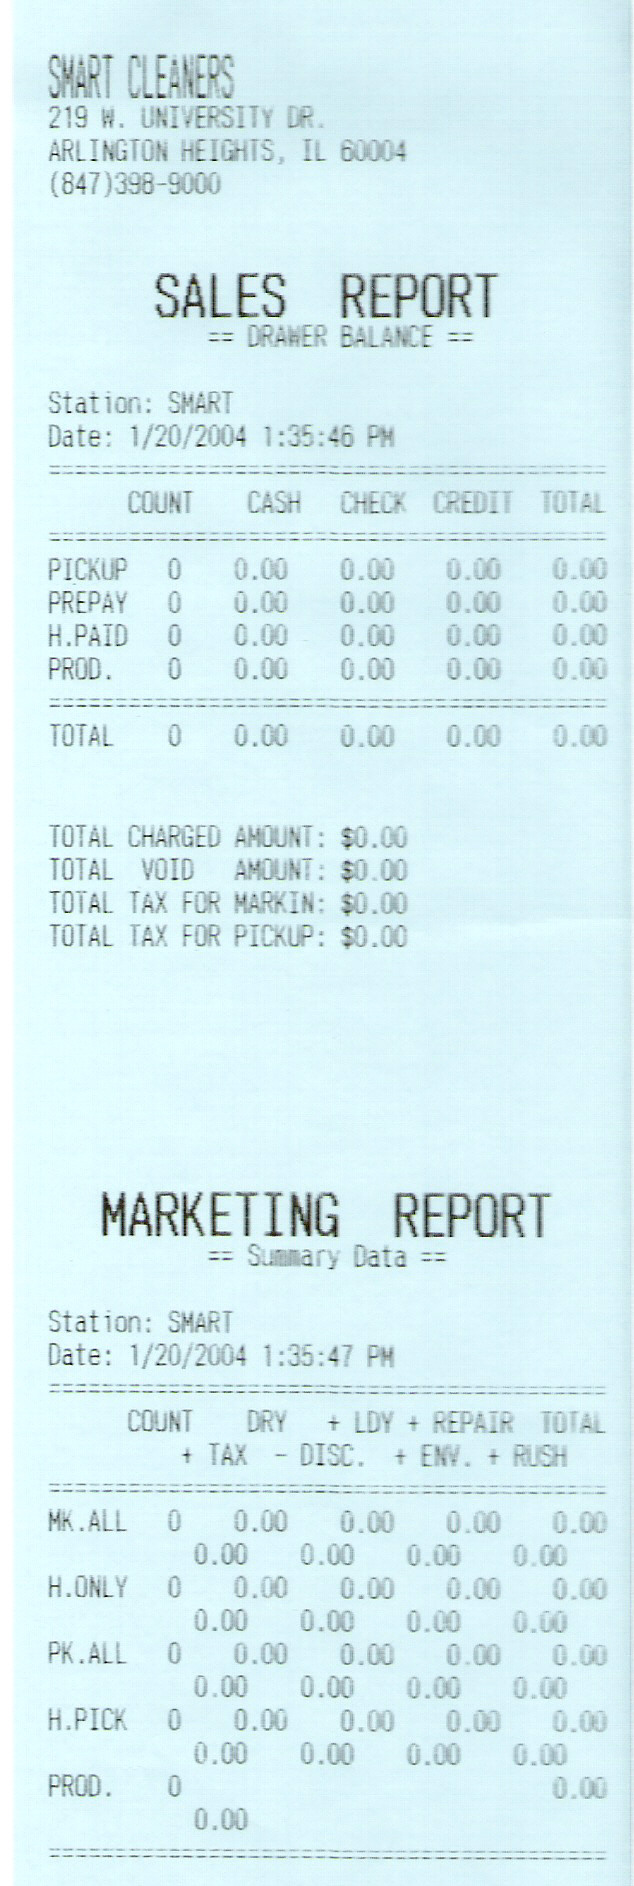 SMART CLEANERS
219 W. UNIVERSITY DR.
ARLINGTON HEIGHTS, IL 60004
(847)398-9000
SALES REPORT
== DRAWER BALANCE ==
Station: SMART
Date: 1/20/2004 1:35:46 PM
==========================================
COUNT CASH CHECK CREDIT TOTAL
==========================================
PICKUP 0 0.00 0.00 0.00 0.00
PREPAY 0 0.00 0.00 0.00 0.00
H.PAID 0 0.00 0.00 0.00 0.00
PROD. 0 0.00 0.00 0.00 0.00
==========================================
TOTAL 0 0.00 0.00 0.00 0.00
TOTAL CHARGED AMOUNT: $0.00
TOTAL VOID AMOUNT: $0.00
TOTAL TAX FOR MARKIN: $0.00
TOTAL TAX FOR PICKUP: $0.00
MARKETING REPORT
== Summary Data ==
Station: SMART
Date: 1/20/2004 1:35:47 PM
==========================================
COUNT DRY + LDY + REPAIR TOTAL
+ TAX - DISC. + ENV. + RUSH
==========================================
MK.ALL 0 0.00 0.00 0.00 0.00
0.00 0.00 0.00 0.00
H.ONLY 0 0.00 0.00 0.00 0.00
0.00 0.00 0.00 0.00
PK.ALL 0 0.00 0.00 0.00 0.00
0.00 0.00 0.00 0.00
H.PICK 0 0.00 0.00 0.00 0.00
0.00 0.00 0.00 0.00
PROD. 0 0.00
0.00
==========================================